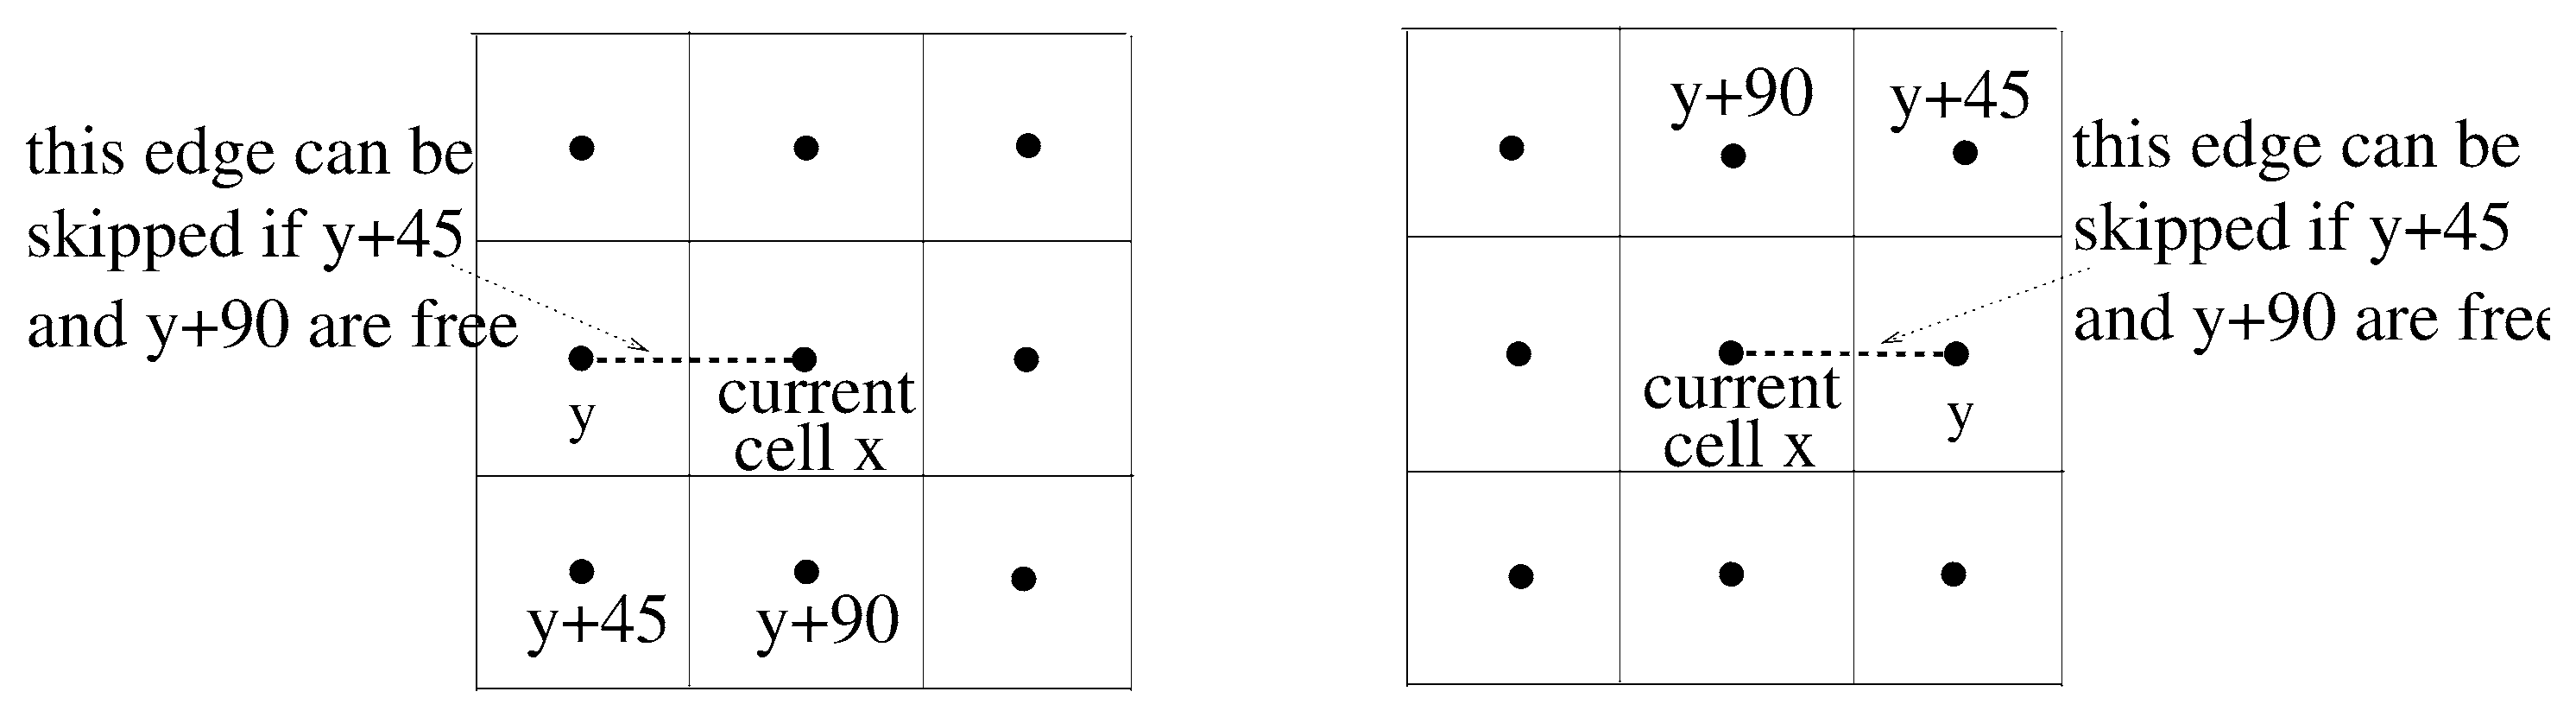 this edge can be
skipped if y+45
and y+90 are free
y
current
cell x
y+45
y+90
y+90
y+45
this edge can be
skipped if y+45
and y+90 are free
current
cell x
y